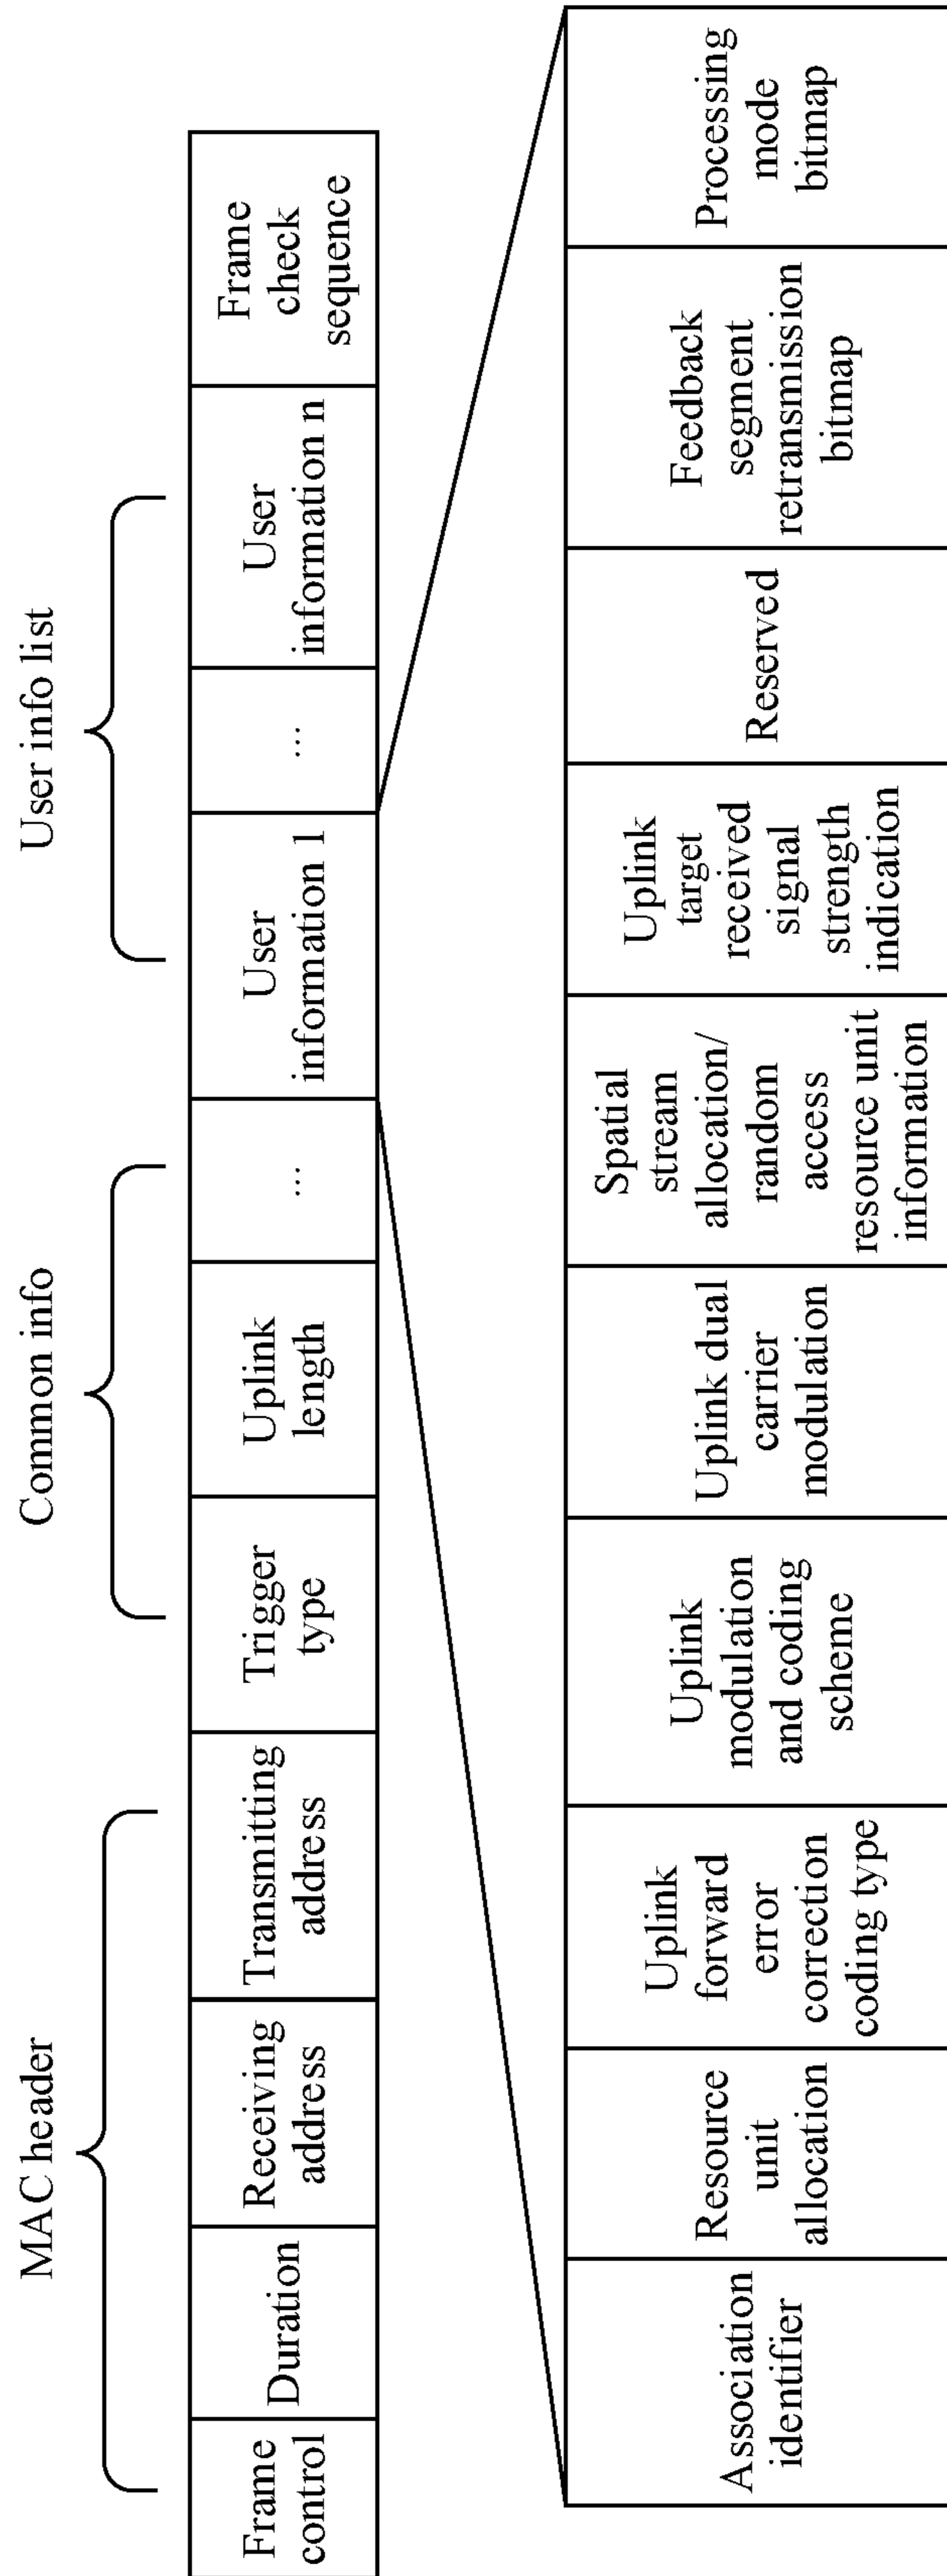 MAC header
Common info
User info list
Frame
control
Duration
Receiving
address
Transmitting
address
Trigger
type
Uplink
length
...
User
information 1
...
User
information n
Frame
check
sequence
Association
identifier
Resource
unit
allocation
Uplink
forward
error
correction
coding type
Uplink
modulation
and coding
scheme
Uplink dual
carrier
modulation
Spatial
stream
allocation/
random
access
resource unit
information
Uplink
target
received
signal
strength
indication
Reserved
Feedback
segment
retransmission
bitmap
Processing
mode
bitmap